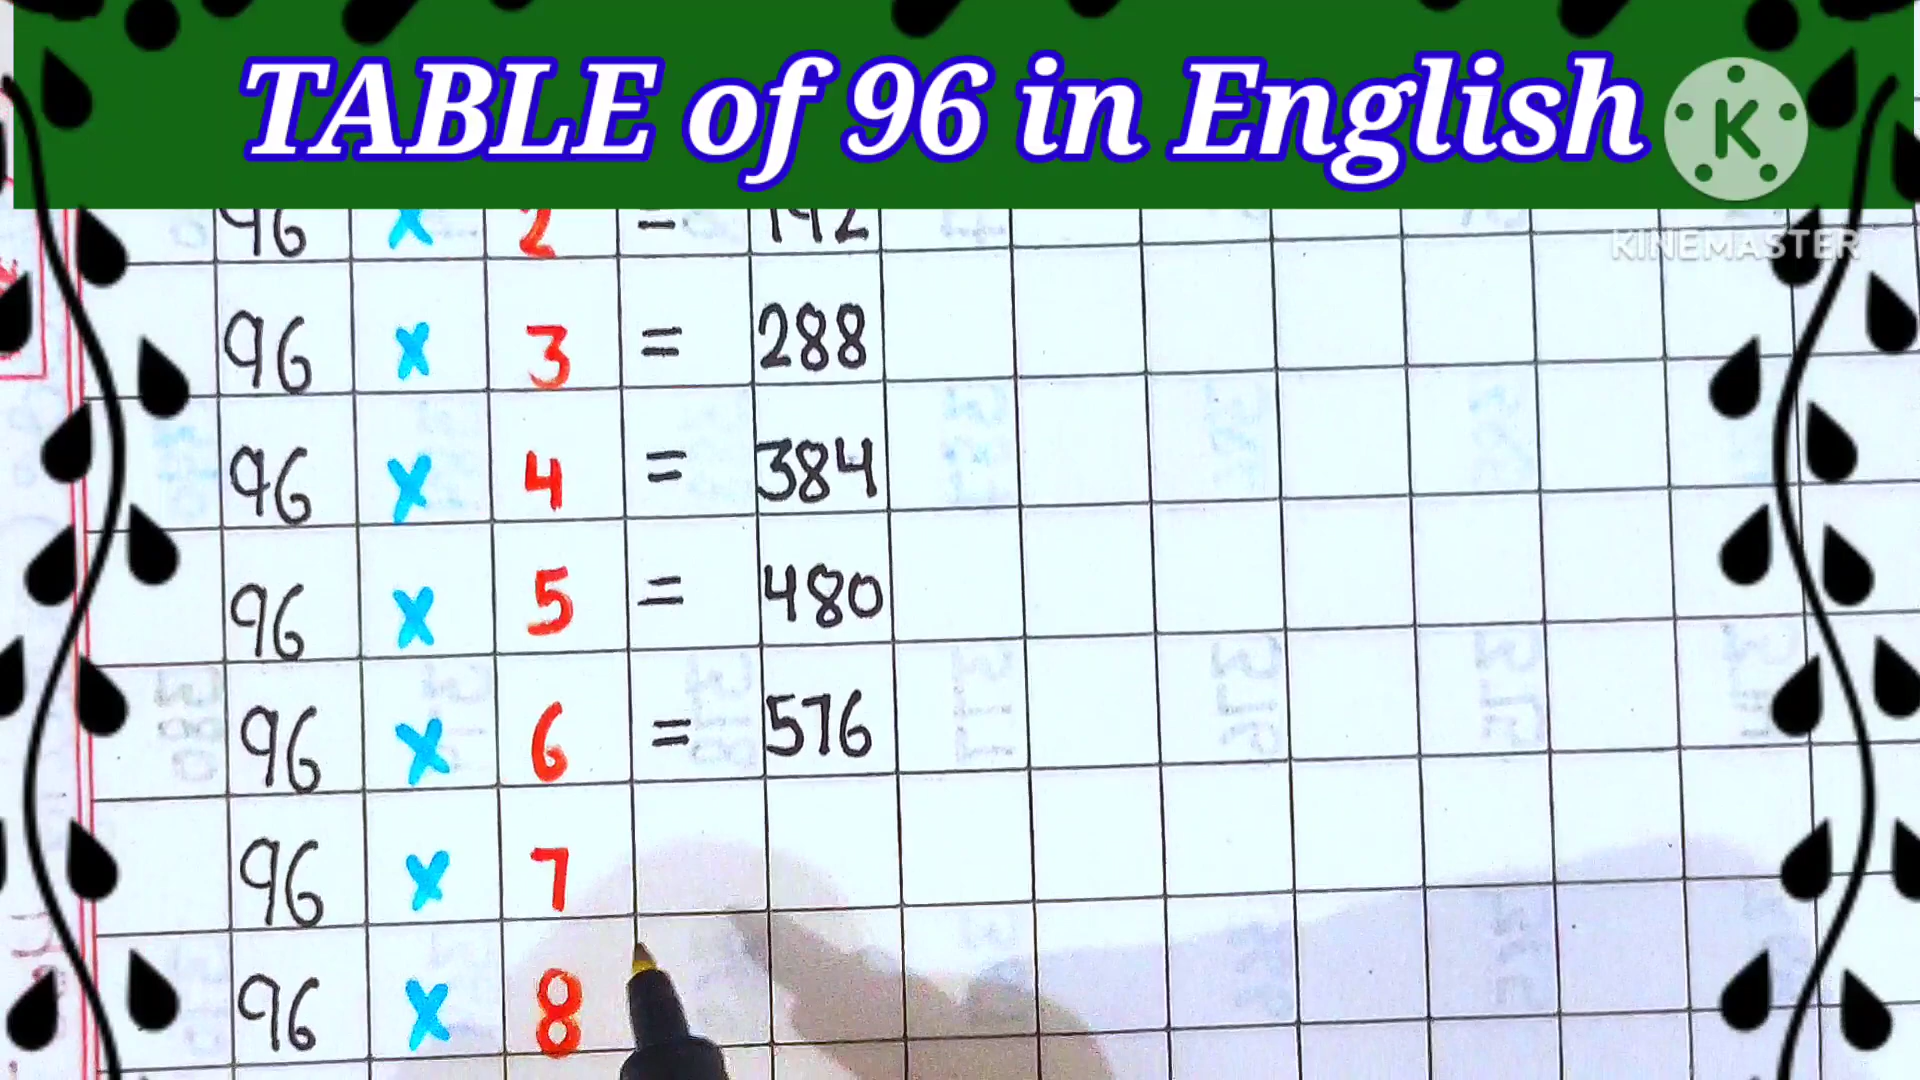 TABLE of 96 in English
K
KINEMASTER
96 x 2 = 192
96 x 3 = 288
96 x 4 = 384
96 x 5 = 480
96 x 6 = 576
96 x 7
96 x 8